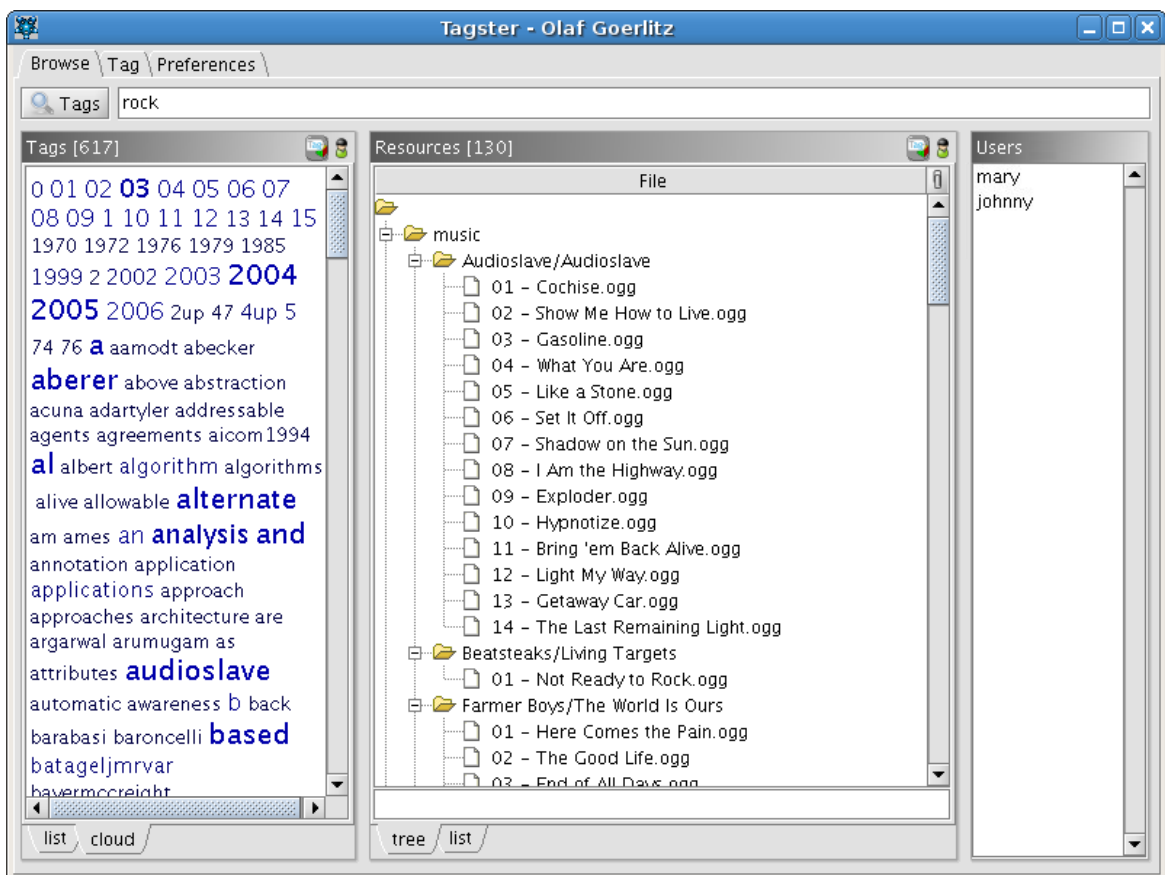 Tagster - Olaf Goerlitz
Browse Tag Preferences
Tags rock
Tags [617]
0 01 02 03 04 05 06 07
08 09 1 10 11 12 13 14 15
1970 1972 1976 1979 1985
1999 2 2002 2003 2004
2005 2006 2up 47 4up 5
74 76 a aamodt abecker
aberer above abstraction
acuna adartyler addressable
agents agreements aicom1994
al albert algorithm algorithms
alive allowable alternate
am ames an analysis and
annotation application
applications approach
approaches architecture are
argarwal arumugam as
attributes audioslave
automatic awareness b back
barabasi baroncelli based
batageljmrvar
bayermccreight
list cloud
Resources [130]
File
music
Audioslave/Audioslave
01 - Cochise.ogg
02 - Show Me How to Live.ogg
03 - Gasoline.ogg
04 - What You Are.ogg
05 - Like a Stone.ogg
06 - Set It Off.ogg
07 - Shadow on the Sun.ogg
08 - I Am the Highway.ogg
09 - Exploder.ogg
10 - Hypnotize.ogg
11 - Bring 'em Back Alive.ogg
12 - Light My Way.ogg
13 - Getaway Car.ogg
14 - The Last Remaining Light.ogg
Beatsteaks/Living Targets
01 - Not Ready to Rock.ogg
Farmer Boys/The World Is Ours
01 - Here Comes the Pain.ogg
02 - The Good Life.ogg
03 - End of All Days.ogg
tree list
Users
mary
johnny